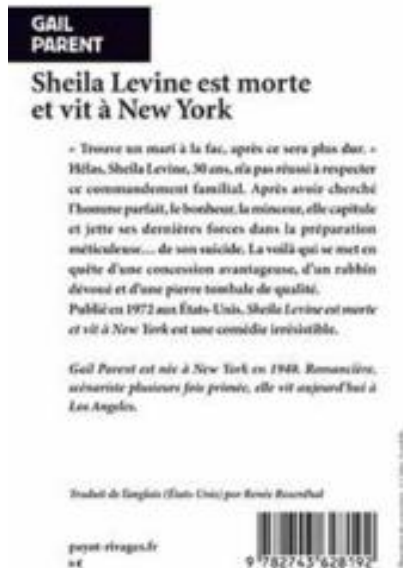 GAIL
PARENT
Sheila Levine est morte
et vit à New York
« Trouve un mari à la fac, après ce sera plus dur. »
Hélas, Sheila Levine, 30 ans, n'a pas réussi à respecter
ce commandement familial. Après avoir cherché
l'homme parfait, le bonheur, la minceur, elle capitule
et jette ses dernières forces dans la préparation
méticuleuse… de son suicide. La voilà qui se met en
quête d'une concession avantageuse, d'un rabbin
dévoué et d'une pierre tombale de qualité.
Publié en 1972 aux États-Unis, Sheila Levine est morte
et vit à New York est une comédie irrésistible.
Gail Parent est née à New York en 1940. Romancière,
scénariste plusieurs fois primée, elle vit aujourd'hui à
Los Angeles.
Traduit de l'anglais (États-Unis) par Renée Rosenthal
payot-rivages.fr
9 782743 628192